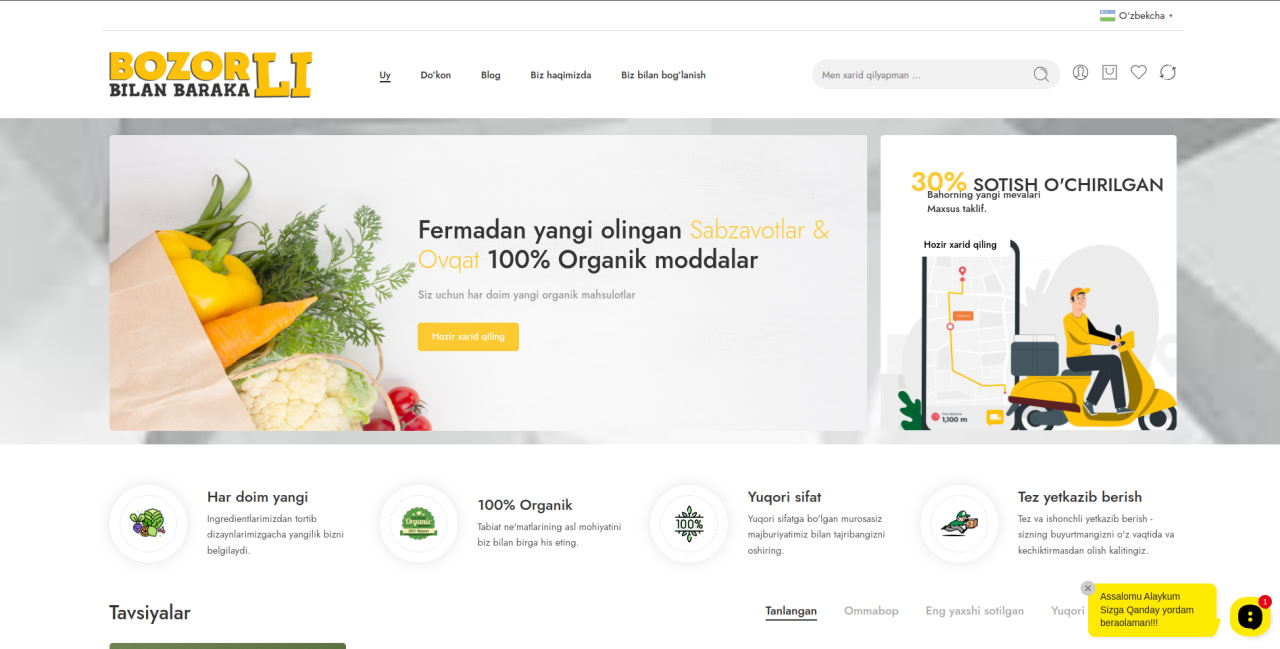 O'zbekcha
BOZOR LI
BILAN BARAKA
Uy
Do'kon
Blog
Biz haqimizda
Biz bilan bog'lanish
Men xarid qilyapman ...
Fermadan yangi olingan Sabzavotlar &
Ovqat 100% Organik moddalar
Siz uchun har doim yangi organik mahsulotlar
Hozir xarid qiling
30% SOTISH O'CHIRILGAN
Bahorning yangi mevalari
Maxsus taklif.
Hozir xarid qiling
1,100 m
Har doim yangi
Ingredientlarimizdan tortib
dizaynlarimizgacha yangilik bizni
belgilaydi.
Organic
100% Organik
Tabiat ne'matlarining asl mohiyatini
biz bilan birga his eting.
100%
Yuqori sifat
Yuqori sifatga bo'lgan murosasiz
majburiyatimiz bilan tajribangizni
oshiring.
Tez yetkazib berish
Tez va ishonchli yetkazib berish -
sizning buyurtmangizni o'z vaqtida va
kechiktirmasdan olish kalitingiz.
Tavsiyalar
Tanlangan
Ommabop
Eng yaxshi sotilgan
Yuqori
Assalomu Alaykum
Sizga Qanday yordam
beraolaman!!!
1